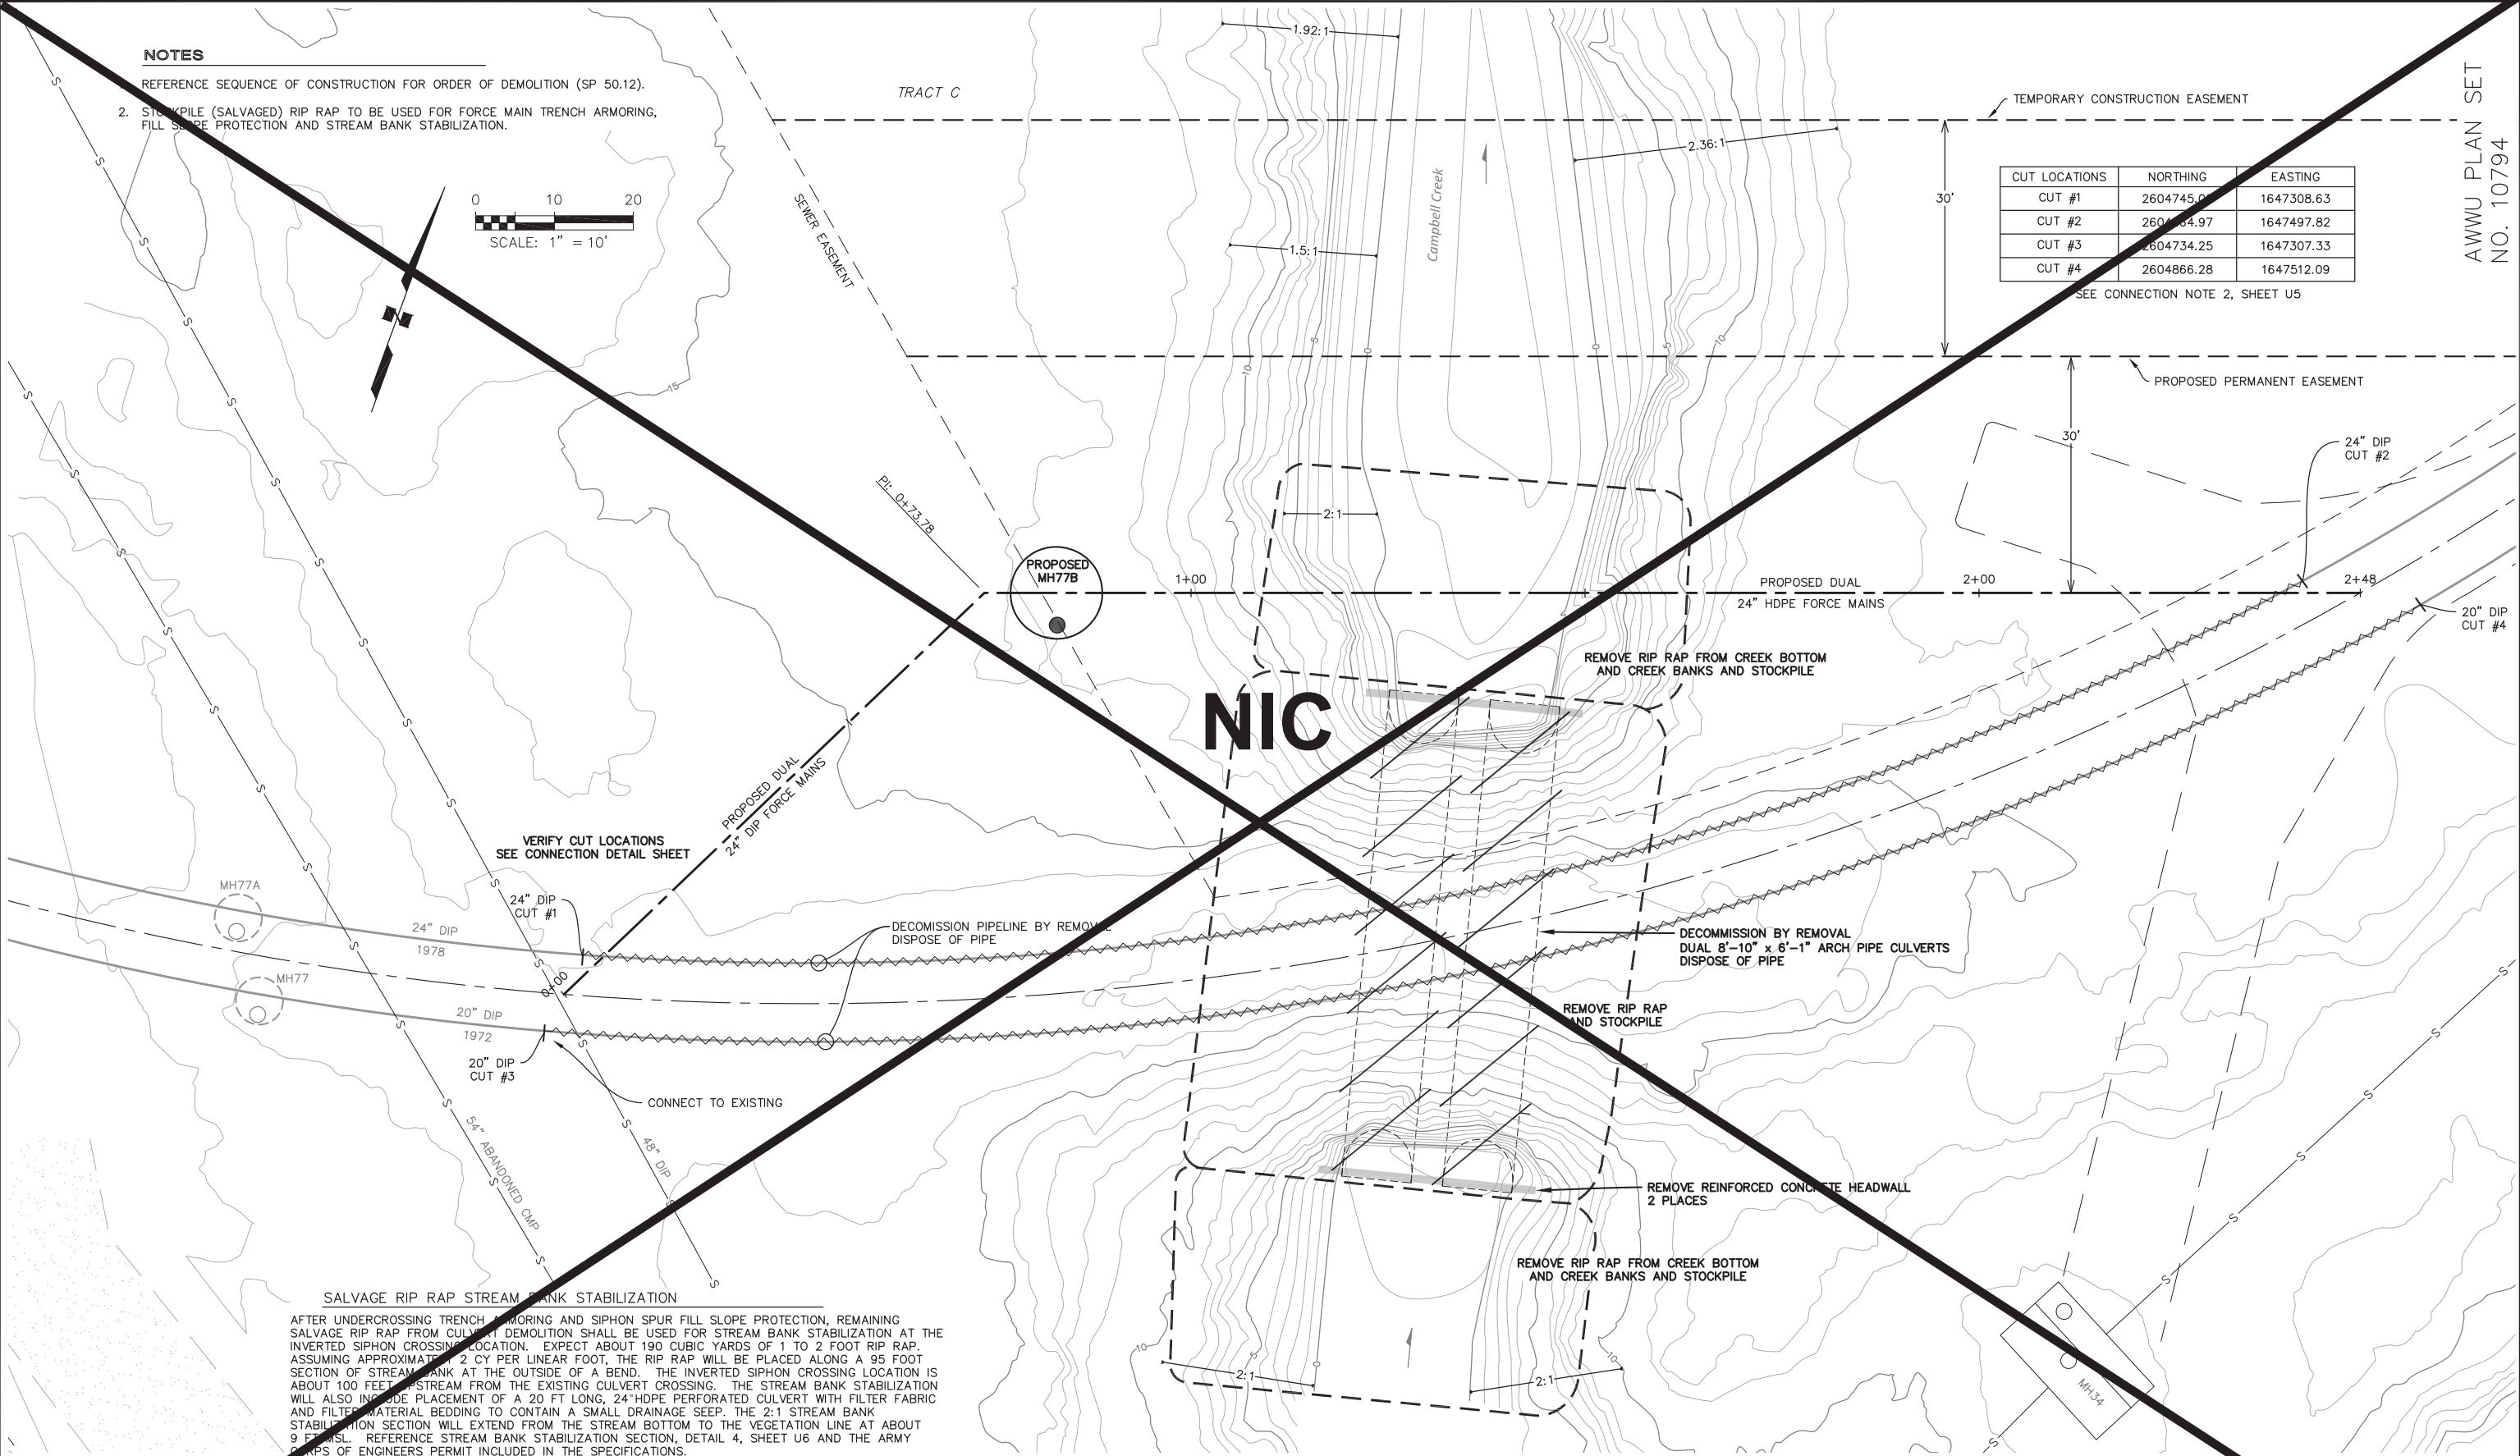 NOTES
REFERENCE SEQUENCE OF CONSTRUCTION FOR ORDER OF DEMOLITION (SP 50.12).
2. STOCKPILE (SALVAGED) RIP RAP TO BE USED FOR FORCE MAIN TRENCH ARMORING,
FILL SLOPE PROTECTION AND STREAM BANK STABILIZATION.
0 10 20
SCALE: 1" = 10'
TRACT C
SEWER EASEMENT
1.92:1
1.5:1
2.36:1
2:1
Campbell Creek
TEMPORARY CONSTRUCTION EASEMENT
30'
AWWU PLAN SET
NO. 10794
CUT LOCATIONS NORTHING EASTING
CUT #1 2604745. 1647308.63
CUT #2 1647497.82
CUT #3 2604734.25 1647307.33
CUT #4 2604866.28 1647512.09
SEE CONNECTION NOTE 2, SHEET U5
PROPOSED PERMANENT EASEMENT
30'
24" DIP
CUT #2
15
10
5
0
0
5
10
PI: 0+73.78
PROPOSED
MH77B
1+00
PROPOSED DUAL
24" HDPE FORCE MAINS
2+00
2+48
20" DIP
CUT #4
REMOVE RIP RAP FROM CREEK BOTTOM
AND CREEK BANKS AND STOCKPILE
NIC
PROPOSED DUAL
24" DIP FORCE MAINS
VERIFY CUT LOCATIONS
SEE CONNECTION DETAIL SHEET
MH77A
24" DIP
1978
24" DIP
CUT #1
0+00
MH77
20" DIP
1972
20" DIP
CUT #3
CONNECT TO EXISTING
DECOMISSION PIPELINE BY REMOVAL
DISPOSE OF PIPE
DECOMMISSION BY REMOVAL
DUAL 8'-10" x 6'-1" ARCH PIPE CULVERTS
DISPOSE OF PIPE
REMOVE RIP RAP
AND STOCKPILE
54" ABANDONED CMP
48" DIP
REMOVE REINFORCED CONCRETE HEADWALL
2 PLACES
REMOVE RIP RAP FROM CREEK BOTTOM
AND CREEK BANKS AND STOCKPILE
10
5
0
10
2:1
2:1
MH34
SALVAGE RIP RAP STREAM BANK STABILIZATION
AFTER UNDERCROSSING TRENCH ARMORING AND SIPHON SPUR FILL SLOPE PROTECTION, REMAINING
SALVAGE RIP RAP FROM CULVERT DEMOLITION SHALL BE USED FOR STREAM BANK STABILIZATION AT THE
INVERTED SIPHON CROSSING LOCATION. EXPECT ABOUT 190 CUBIC YARDS OF 1 TO 2 FOOT RIP RAP.
ASSUMING APPROXIMATELY 2 CY PER LINEAR FOOT, THE RIP RAP WILL BE PLACED ALONG A 95 FOOT
SECTION OF STREAM BANK AT THE OUTSIDE OF A BEND. THE INVERTED SIPHON CROSSING LOCATION IS
ABOUT 100 FEET UPSTREAM FROM THE EXISTING CULVERT CROSSING. THE STREAM BANK STABILIZATION
WILL ALSO INCLUDE PLACEMENT OF A 20 FT LONG, 24"HDPE PERFORATED CULVERT WITH FILTER FABRIC
AND FILTER MATERIAL BEDDING TO CONTAIN A SMALL DRAINAGE SEEP. THE 2:1 STREAM BANK
STABILIZATION SECTION WILL EXTEND FROM THE STREAM BOTTOM TO THE VEGETATION LINE AT ABOUT
9 FT MSL. REFERENCE STREAM BANK STABILIZATION SECTION, DETAIL 4, SHEET U6 AND THE ARMY
CORPS OF ENGINEERS PERMIT INCLUDED IN THE SPECIFICATIONS.